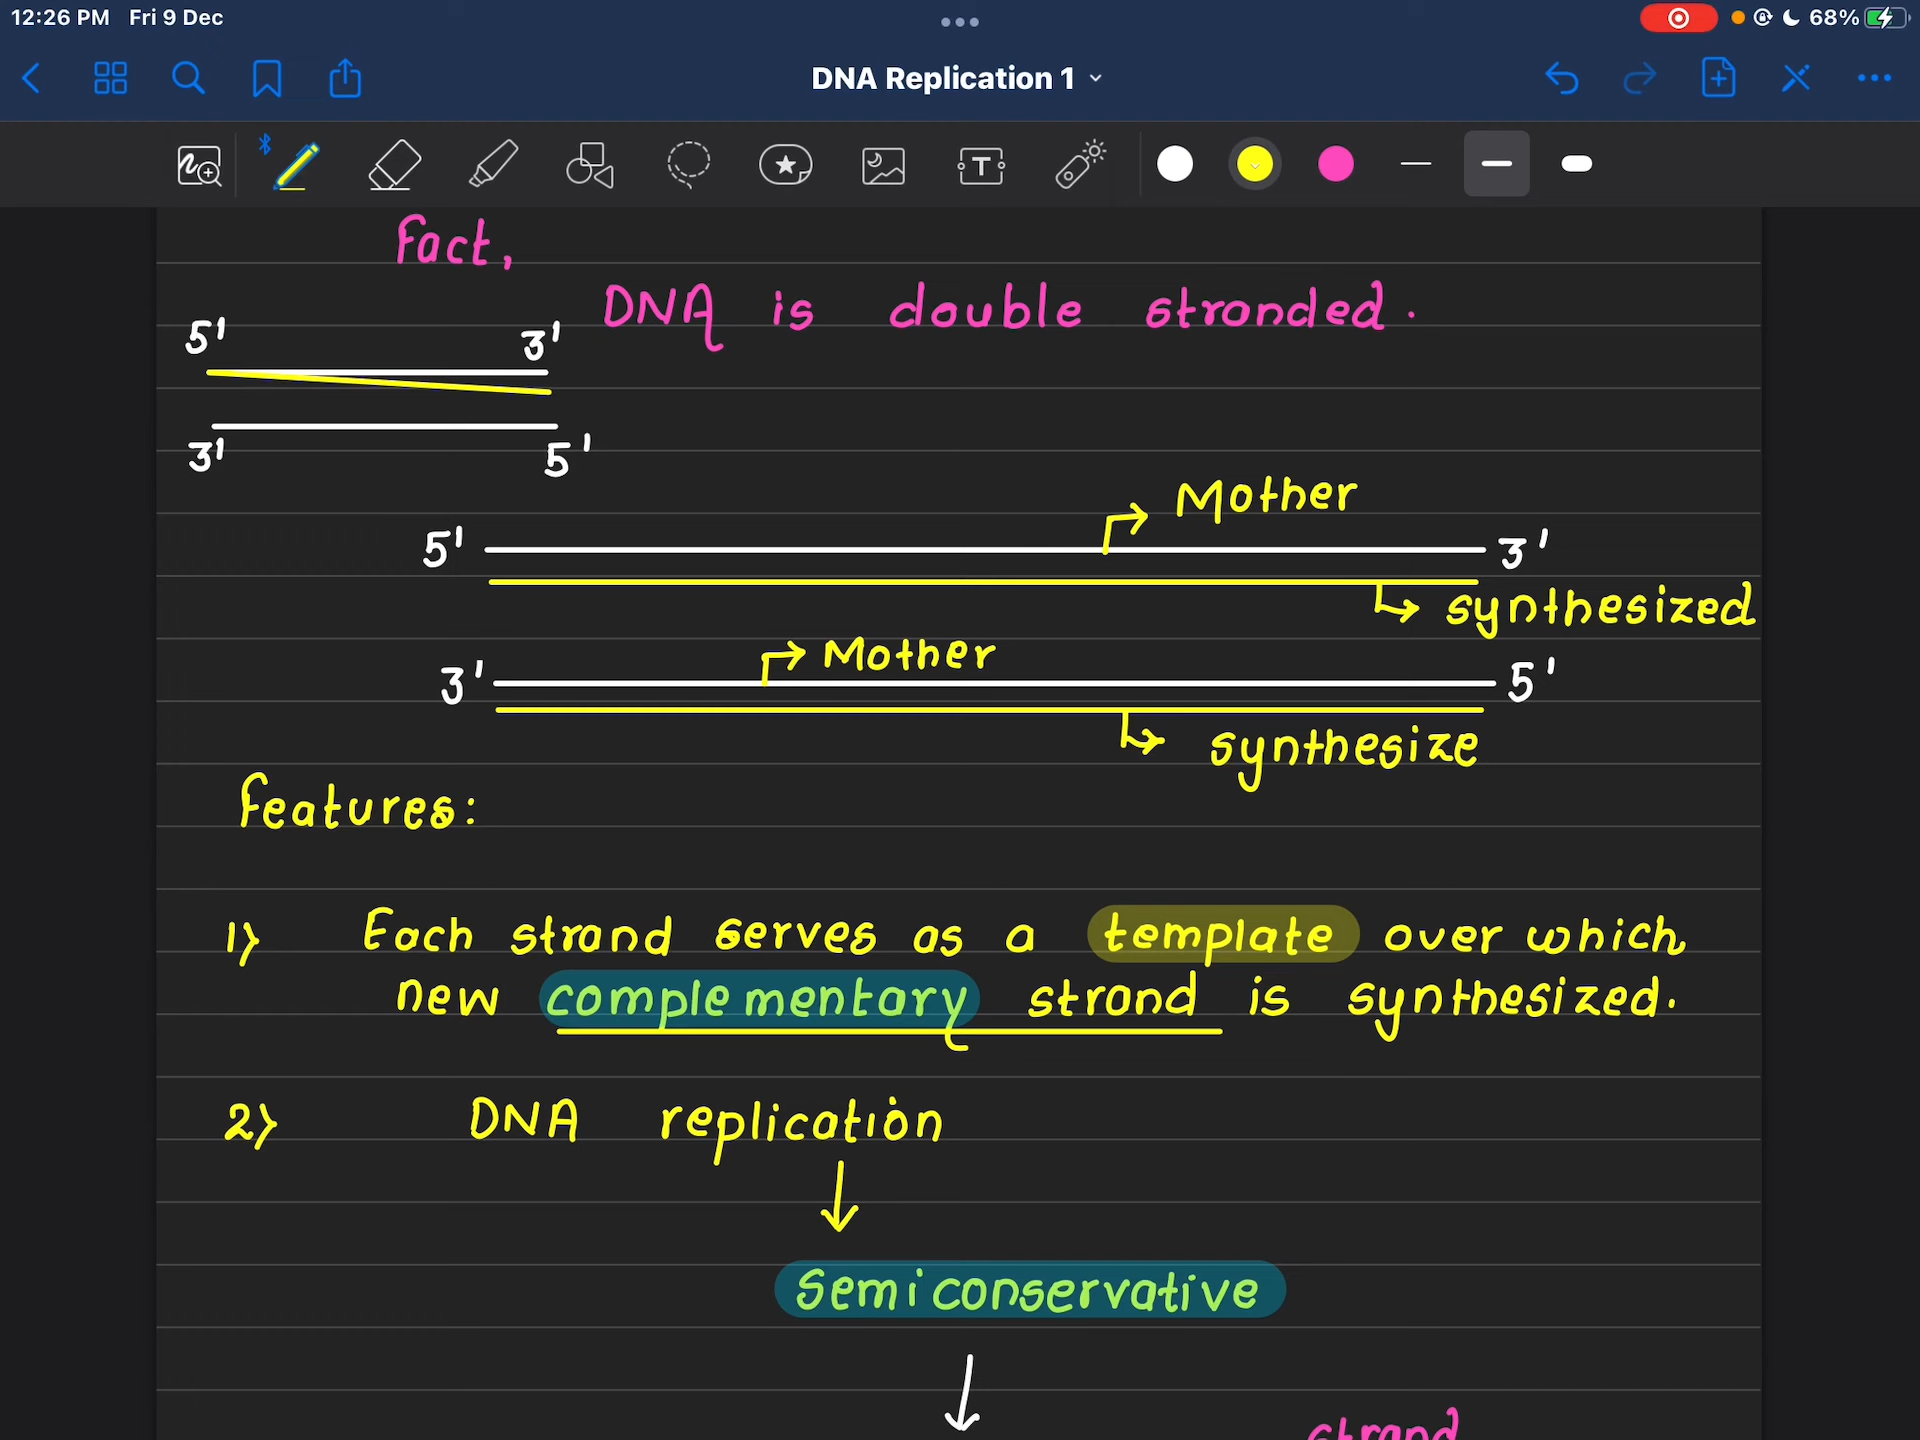 12:26 PM Fri 9 Dec
68%
DNA Replication 1
T
Fact,
DNA is double stranded.
5' 3'
3' 5'
Mother
5' 3'
synthesized
Mother
3' 5'
synthesize
Features:
1) Each strand serves as a template over which
new complementary strand is synthesized.
2) DNA replication
Semiconservative
strand